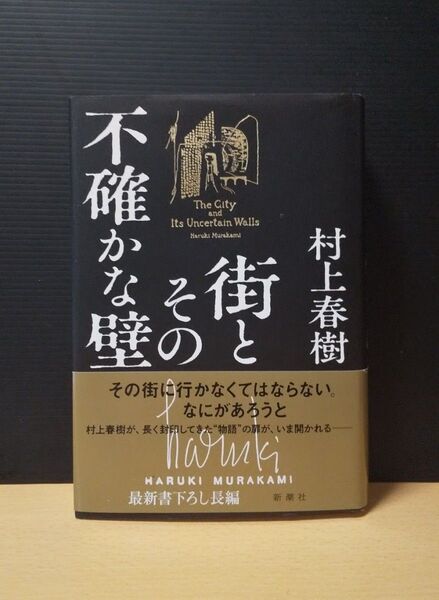 The City
and
Its Uncertain Walls
Haruki Murakami
街と
その
不確かな壁
村上春樹
その街に行かなくてはならない。
なにがあろうと
村上春樹が、長く封印してきた“物語”の扉が、いま開かれる――
haruki
HARUKI MURAKAMI
最新書下ろし長編
新潮社